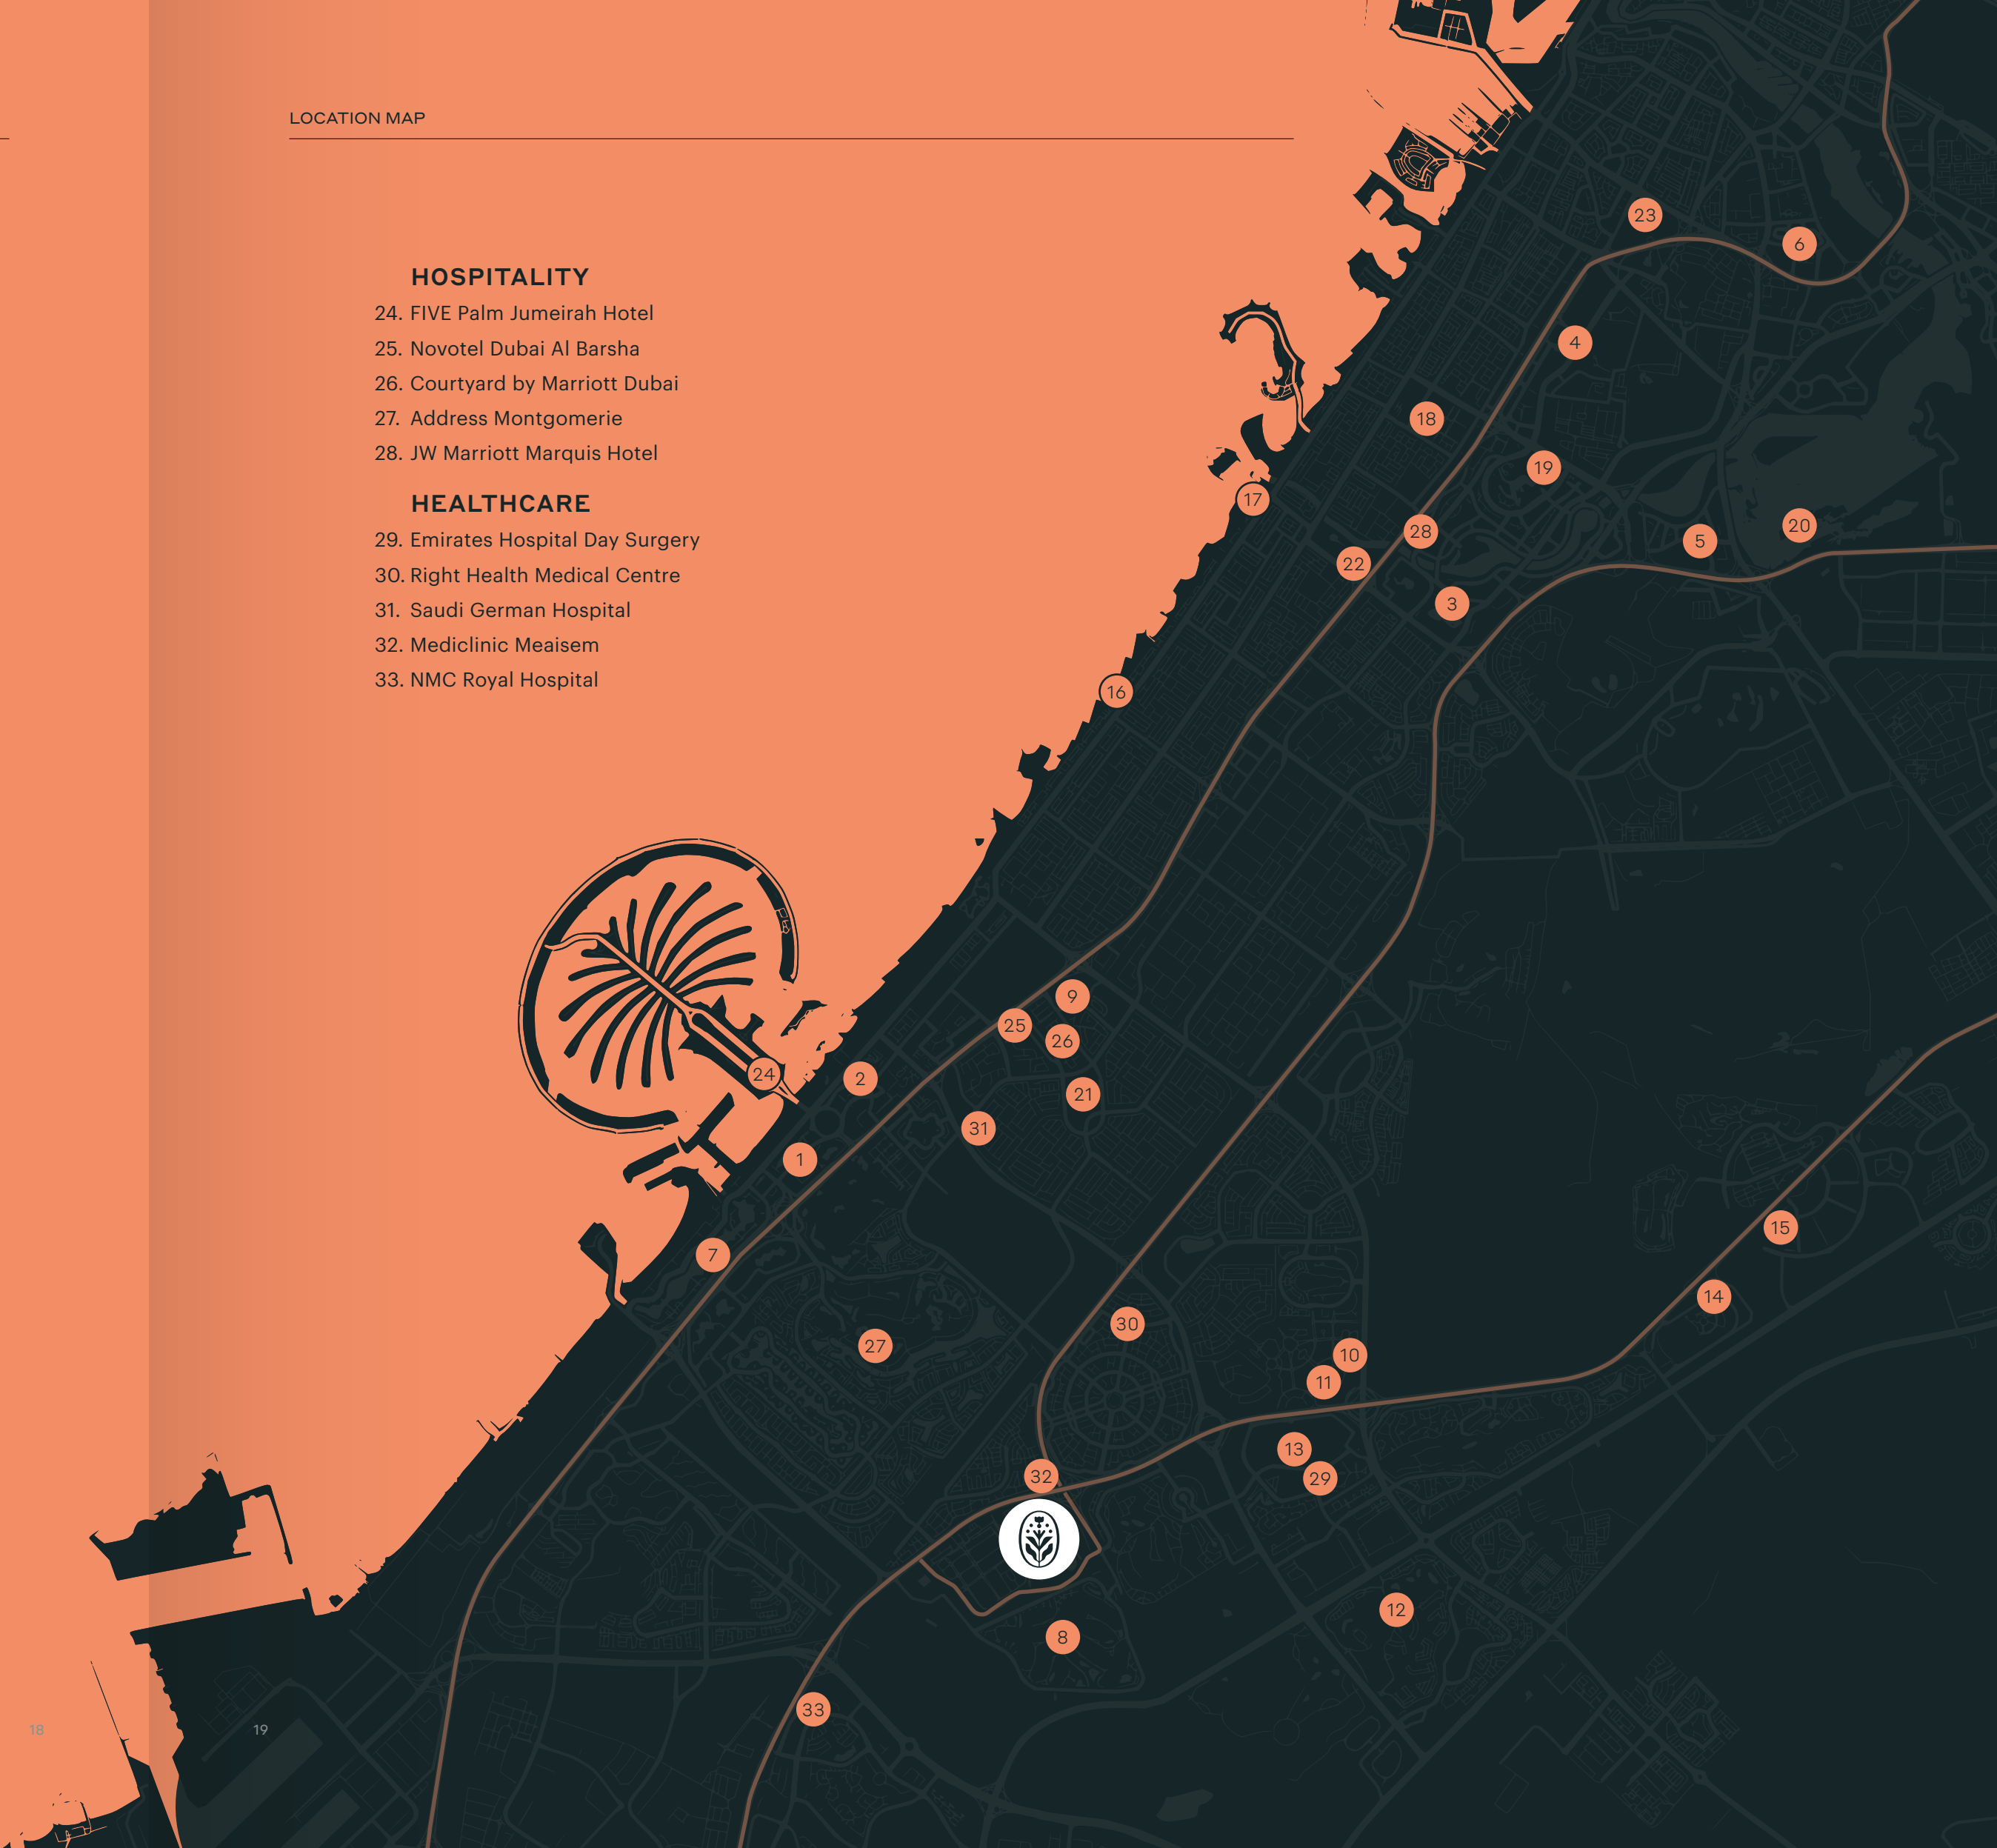 LOCATION MAP
HOSPITALITY
24. FIVE Palm Jumeirah Hotel
25. Novotel Dubai Al Barsha
26. Courtyard by Marriott Dubai
27. Address Montgomerie
28. JW Marriott Marquis Hotel
HEALTHCARE
29. Emirates Hospital Day Surgery
30. Right Health Medical Centre
31. Saudi German Hospital
32. Mediclinic Meaisem
33. NMC Royal Hospital
23
6
4
18
19
17
20
28
5
22
3
16
9
25
26
24
2
21
31
1
15
7
14
30
27
10
11
13
32
29
12
8
33
18
19